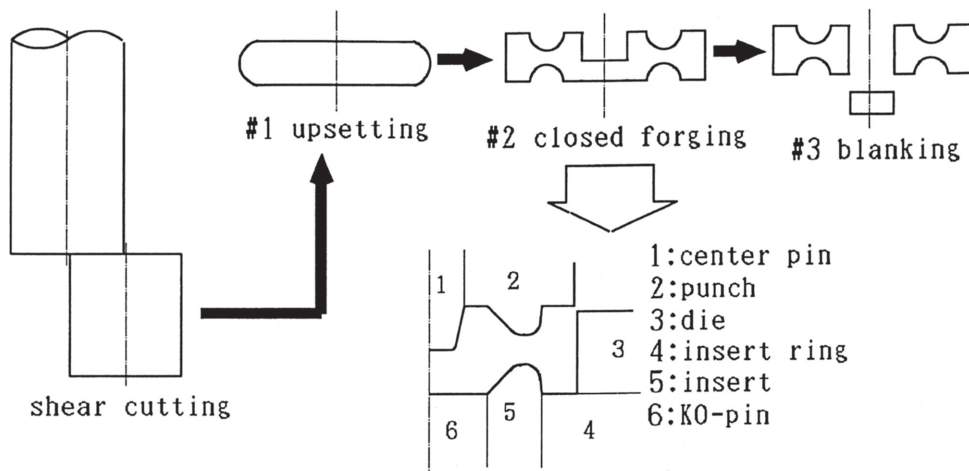 #1 upsetting
#2 closed forging
#3 blanking
shear cutting
1
2
3
4
5
6
1:center pin
2:punch
3:die
4:insert ring
5:insert
6:KO-pin